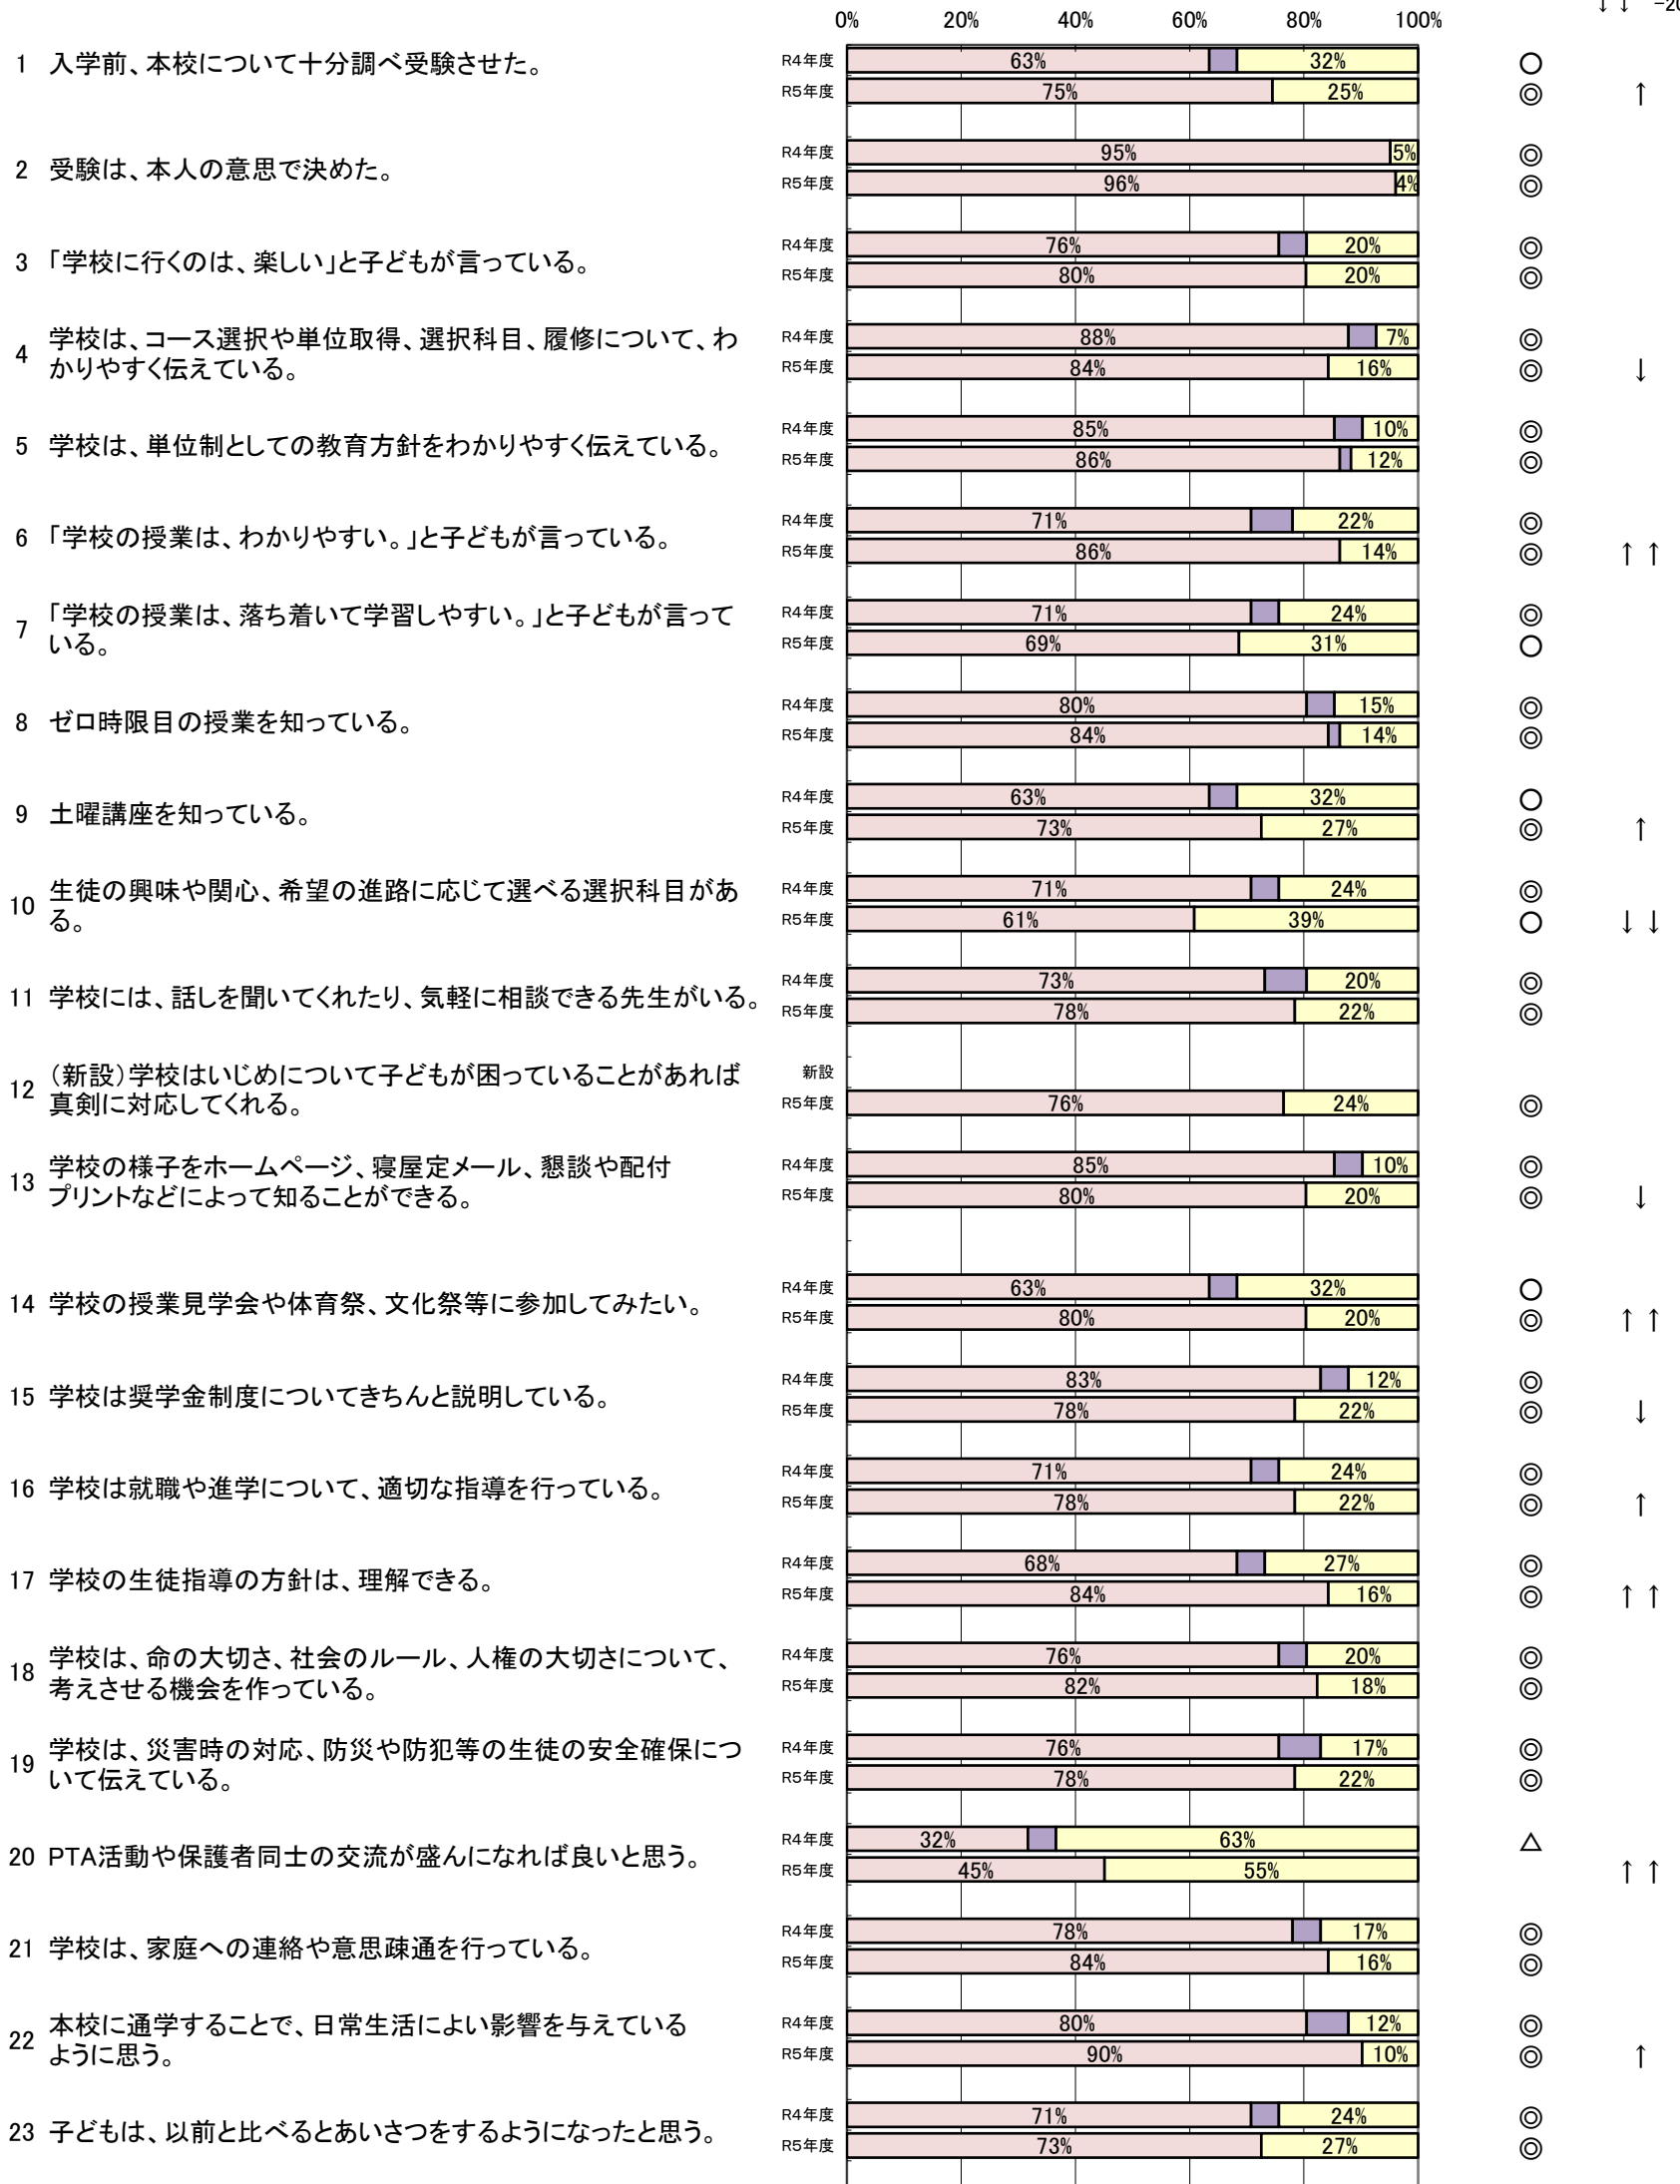 ↓↓ -20
0% 20% 40% 60% 80% 100%
1 入学前、本校について十分調べ受験させた。
R4年度 63% 32% ○
R5年度 75% 25% ◎ ↑
2 受験は、本人の意思で決めた。
R4年度 95% 5% ◎
R5年度 96% 4% ◎
3 「学校に行くのは、楽しい」と子どもが言っている。
R4年度 76% 20% ◎
R5年度 80% 20% ◎
4 学校は、コース選択や単位取得、選択科目、履修について、わ
かりやすく伝えている。
R4年度 88% 7% ◎
R5年度 84% 16% ◎ ↓
5 学校は、単位制としての教育方針をわかりやすく伝えている。
R4年度 85% 10% ◎
R5年度 86% 12% ◎
6 「学校の授業は、わかりやすい。」と子どもが言っている。
R4年度 71% 22% ◎
R5年度 86% 14% ◎ ↑↑
7 「学校の授業は、落ち着いて学習しやすい。」と子どもが言って
いる。
R4年度 71% 24% ◎
R5年度 69% 31% ○
8 ゼロ時限目の授業を知っている。
R4年度 80% 15% ◎
R5年度 84% 14% ◎
9 土曜講座を知っている。
R4年度 63% 32% ○
R5年度 73% 27% ◎ ↑
10 生徒の興味や関心、希望の進路に応じて選べる選択科目があ
る。
R4年度 71% 24% ◎
R5年度 61% 39% ○ ↓↓
11 学校には、話しを聞いてくれたり、気軽に相談できる先生がいる。
R4年度 73% 20% ◎
R5年度 78% 22% ◎
12 (新設)学校はいじめについて子どもが困っていることがあれば
真剣に対応してくれる。
新設
R5年度 76% 24% ◎
13 学校の様子をホームページ、寝屋定メール、懇談や配付
プリントなどによって知ることができる。
R4年度 85% 10% ◎
R5年度 80% 20% ◎ ↓
14 学校の授業見学会や体育祭、文化祭等に参加してみたい。
R4年度 63% 32% ○
R5年度 80% 20% ◎ ↑↑
15 学校は奨学金制度についてきちんと説明している。
R4年度 83% 12% ◎
R5年度 78% 22% ◎ ↓
16 学校は就職や進学について、適切な指導を行っている。
R4年度 71% 24% ◎
R5年度 78% 22% ◎ ↑
17 学校の生徒指導の方針は、理解できる。
R4年度 68% 27% ◎
R5年度 84% 16% ◎ ↑↑
18 学校は、命の大切さ、社会のルール、人権の大切さについて、
考えさせる機会を作っている。
R4年度 76% 20% ◎
R5年度 82% 18% ◎
19 学校は、災害時の対応、防災や防犯等の生徒の安全確保につ
いて伝えている。
R4年度 76% 17% ◎
R5年度 78% 22% ◎
20 PTA活動や保護者同士の交流が盛んになれば良いと思う。
R4年度 32% 63% △
R5年度 45% 55% ↑↑
21 学校は、家庭への連絡や意思疎通を行っている。
R4年度 78% 17% ◎
R5年度 84% 16% ◎
22 本校に通学することで、日常生活によい影響を与えている
ように思う。
R4年度 80% 12% ◎
R5年度 90% 10% ◎ ↑
23 子どもは、以前と比べるとあいさつをするようになったと思う。
R4年度 71% 24% ◎
R5年度 73% 27% ◎